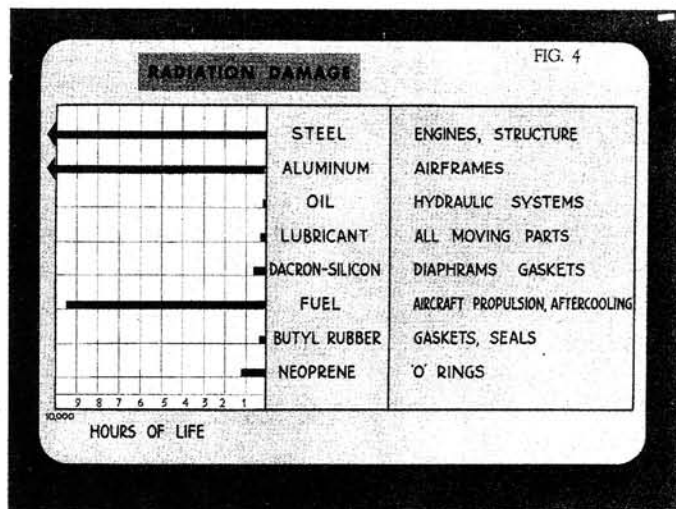 FIG. 4
RADIATION DAMAGE
STEEL ENGINES, STRUCTURE
ALUMINUM AIRFRAMES
OIL HYDRAULIC SYSTEMS
LUBRICANT ALL MOVING PARTS
DACRON-SILICON DIAPHRAMS GASKETS
FUEL AIRCRAFT PROPULSION, AFTERCOOLING
BUTYL RUBBER GASKETS, SEALS
NEOPRENE 'O' RINGS
10,000 9 8 7 6 5 4 3 2 1
HOURS OF LIFE